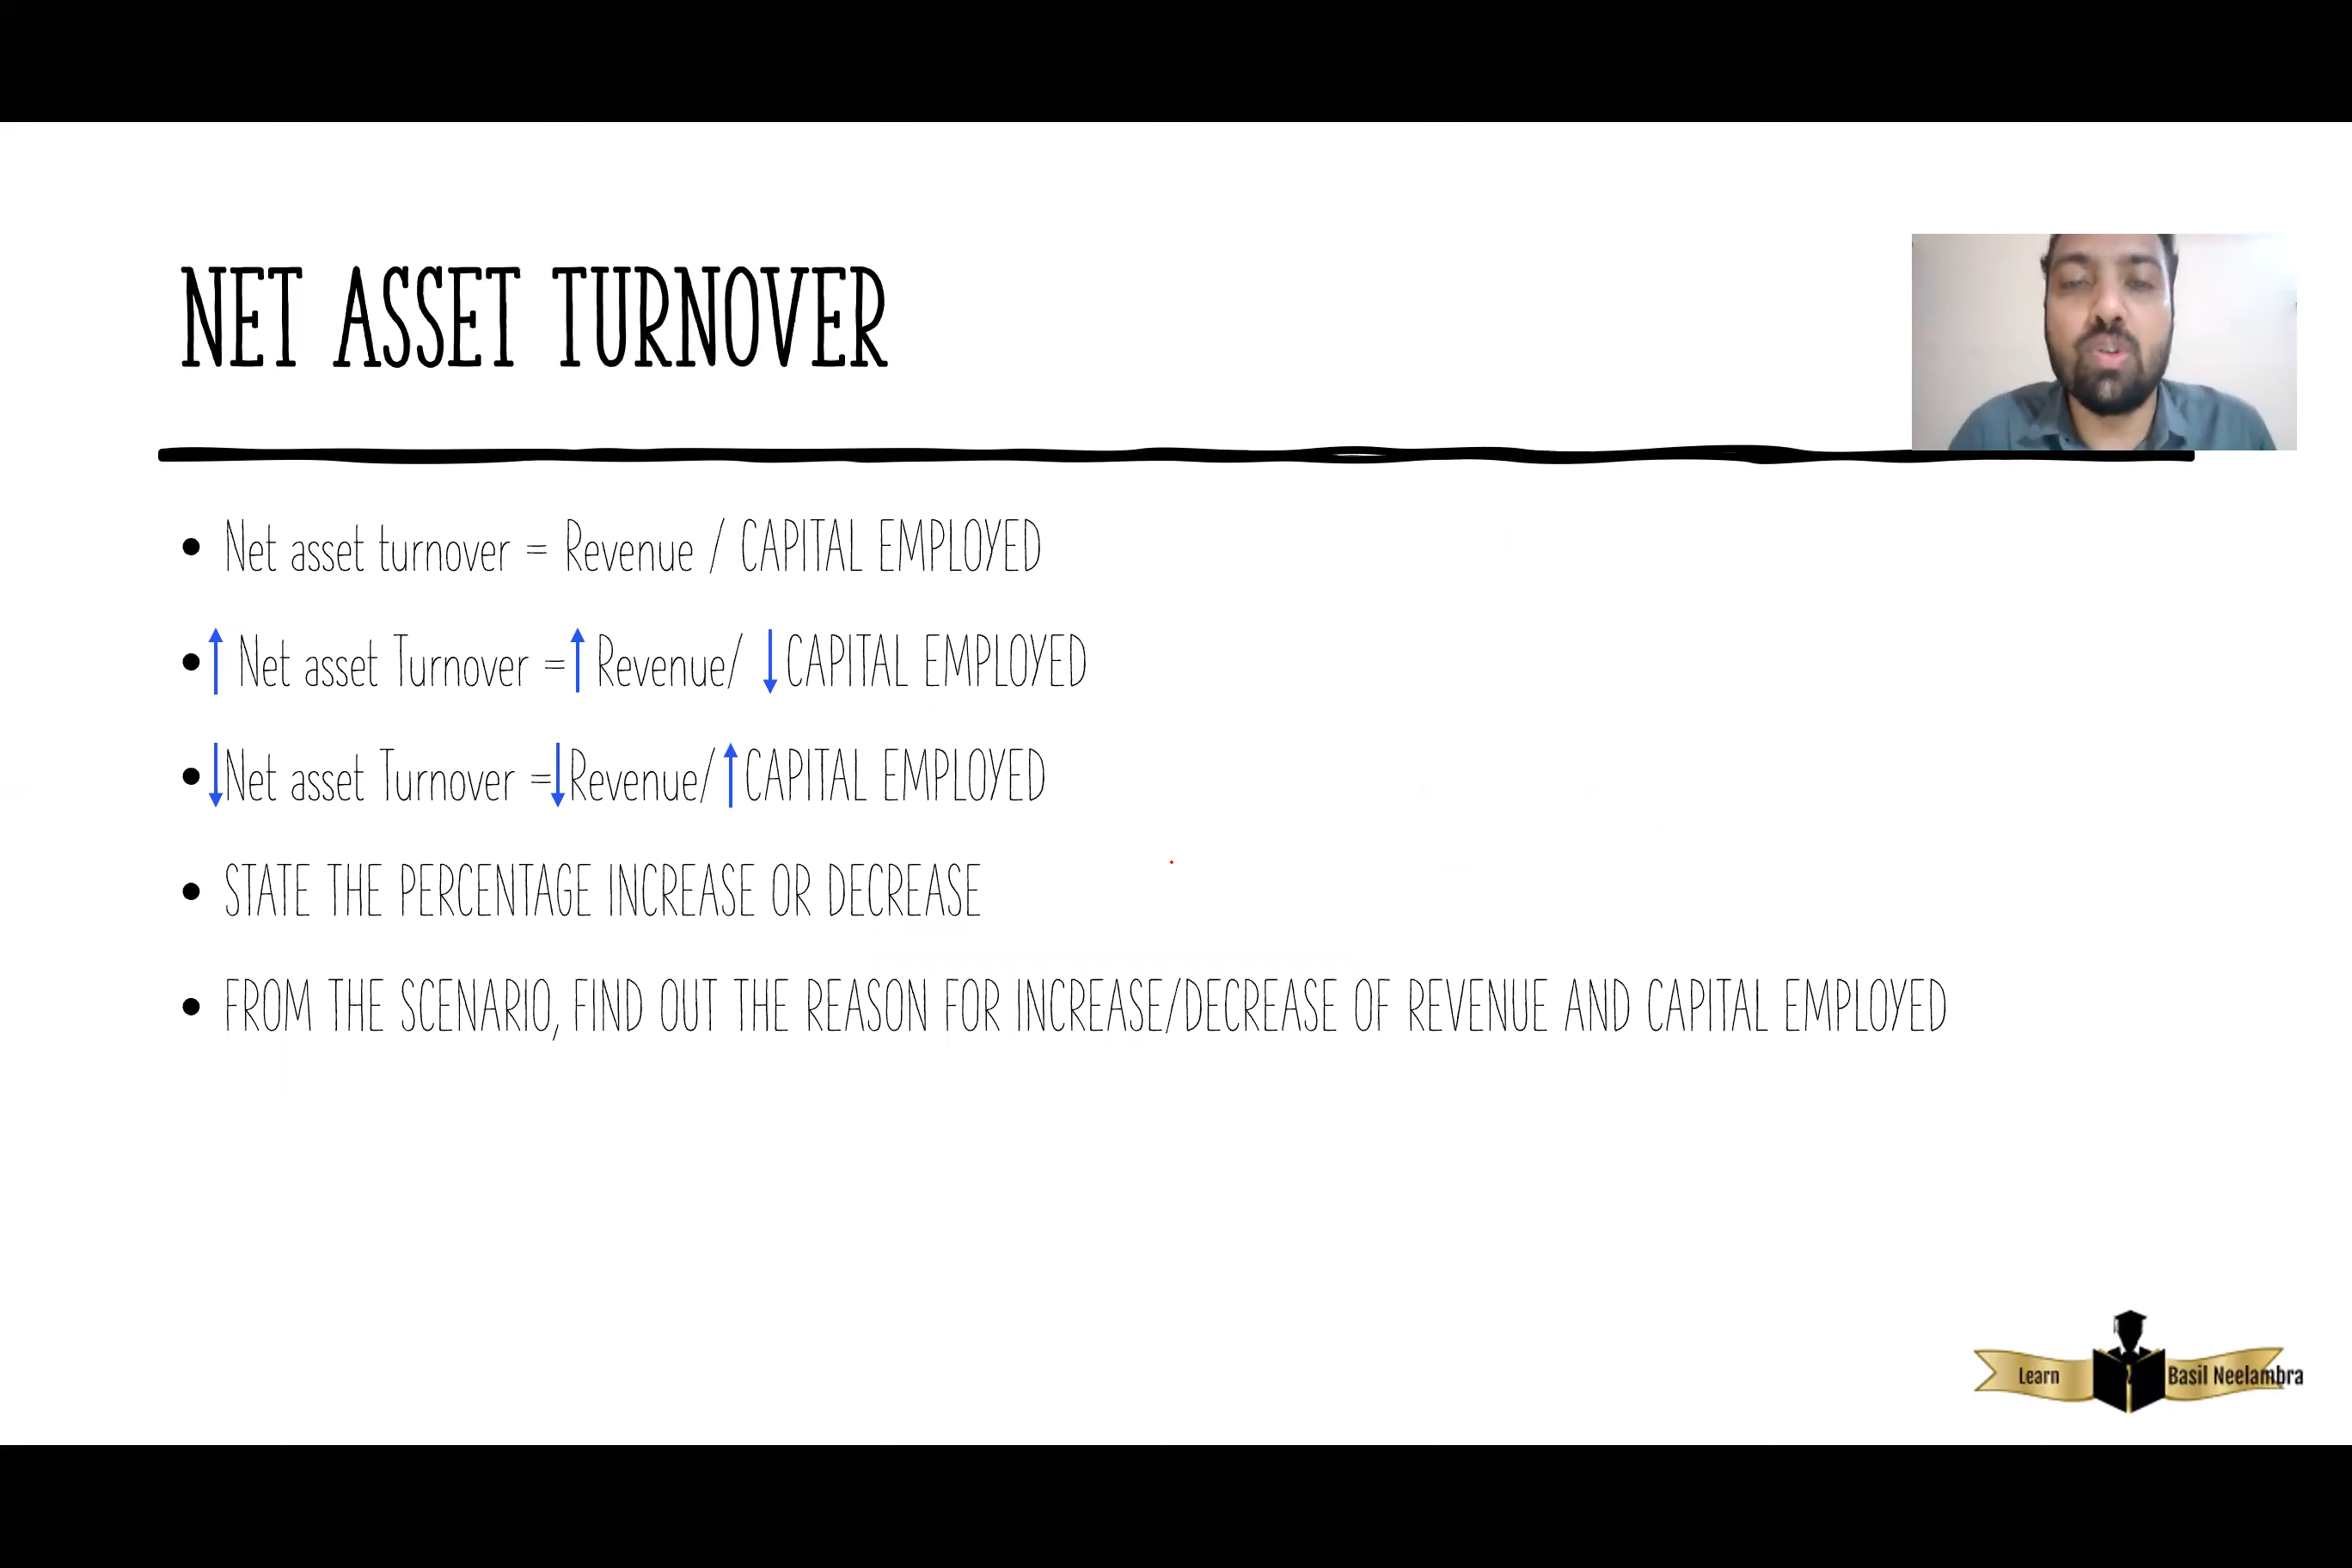 NET ASSET TURNOVER
• Net asset turnover = Revenue / CAPITAL EMPLOYED
• ↑ Net asset Turnover =↑ Revenue/ ↓ CAPITAL EMPLOYED
• ↓Net asset Turnover =↓Revenue/↑CAPITAL EMPLOYED
• STATE THE PERCENTAGE INCREASE OR DECREASE
• FROM THE SCENARIO, FIND OUT THE REASON FOR INCREASE/DECREASE OF REVENUE AND CAPITAL EMPLOYED
Learn Basil Neelambra